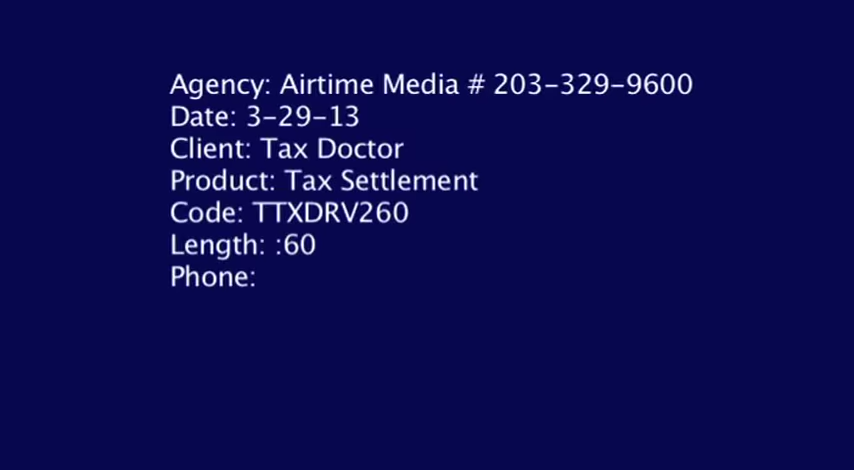 Agency: Airtime Media # 203-329-9600
Date: 3-29-13
Client: Tax Doctor
Product: Tax Settlement
Code: TTXDRV260
Length: :60
Phone: